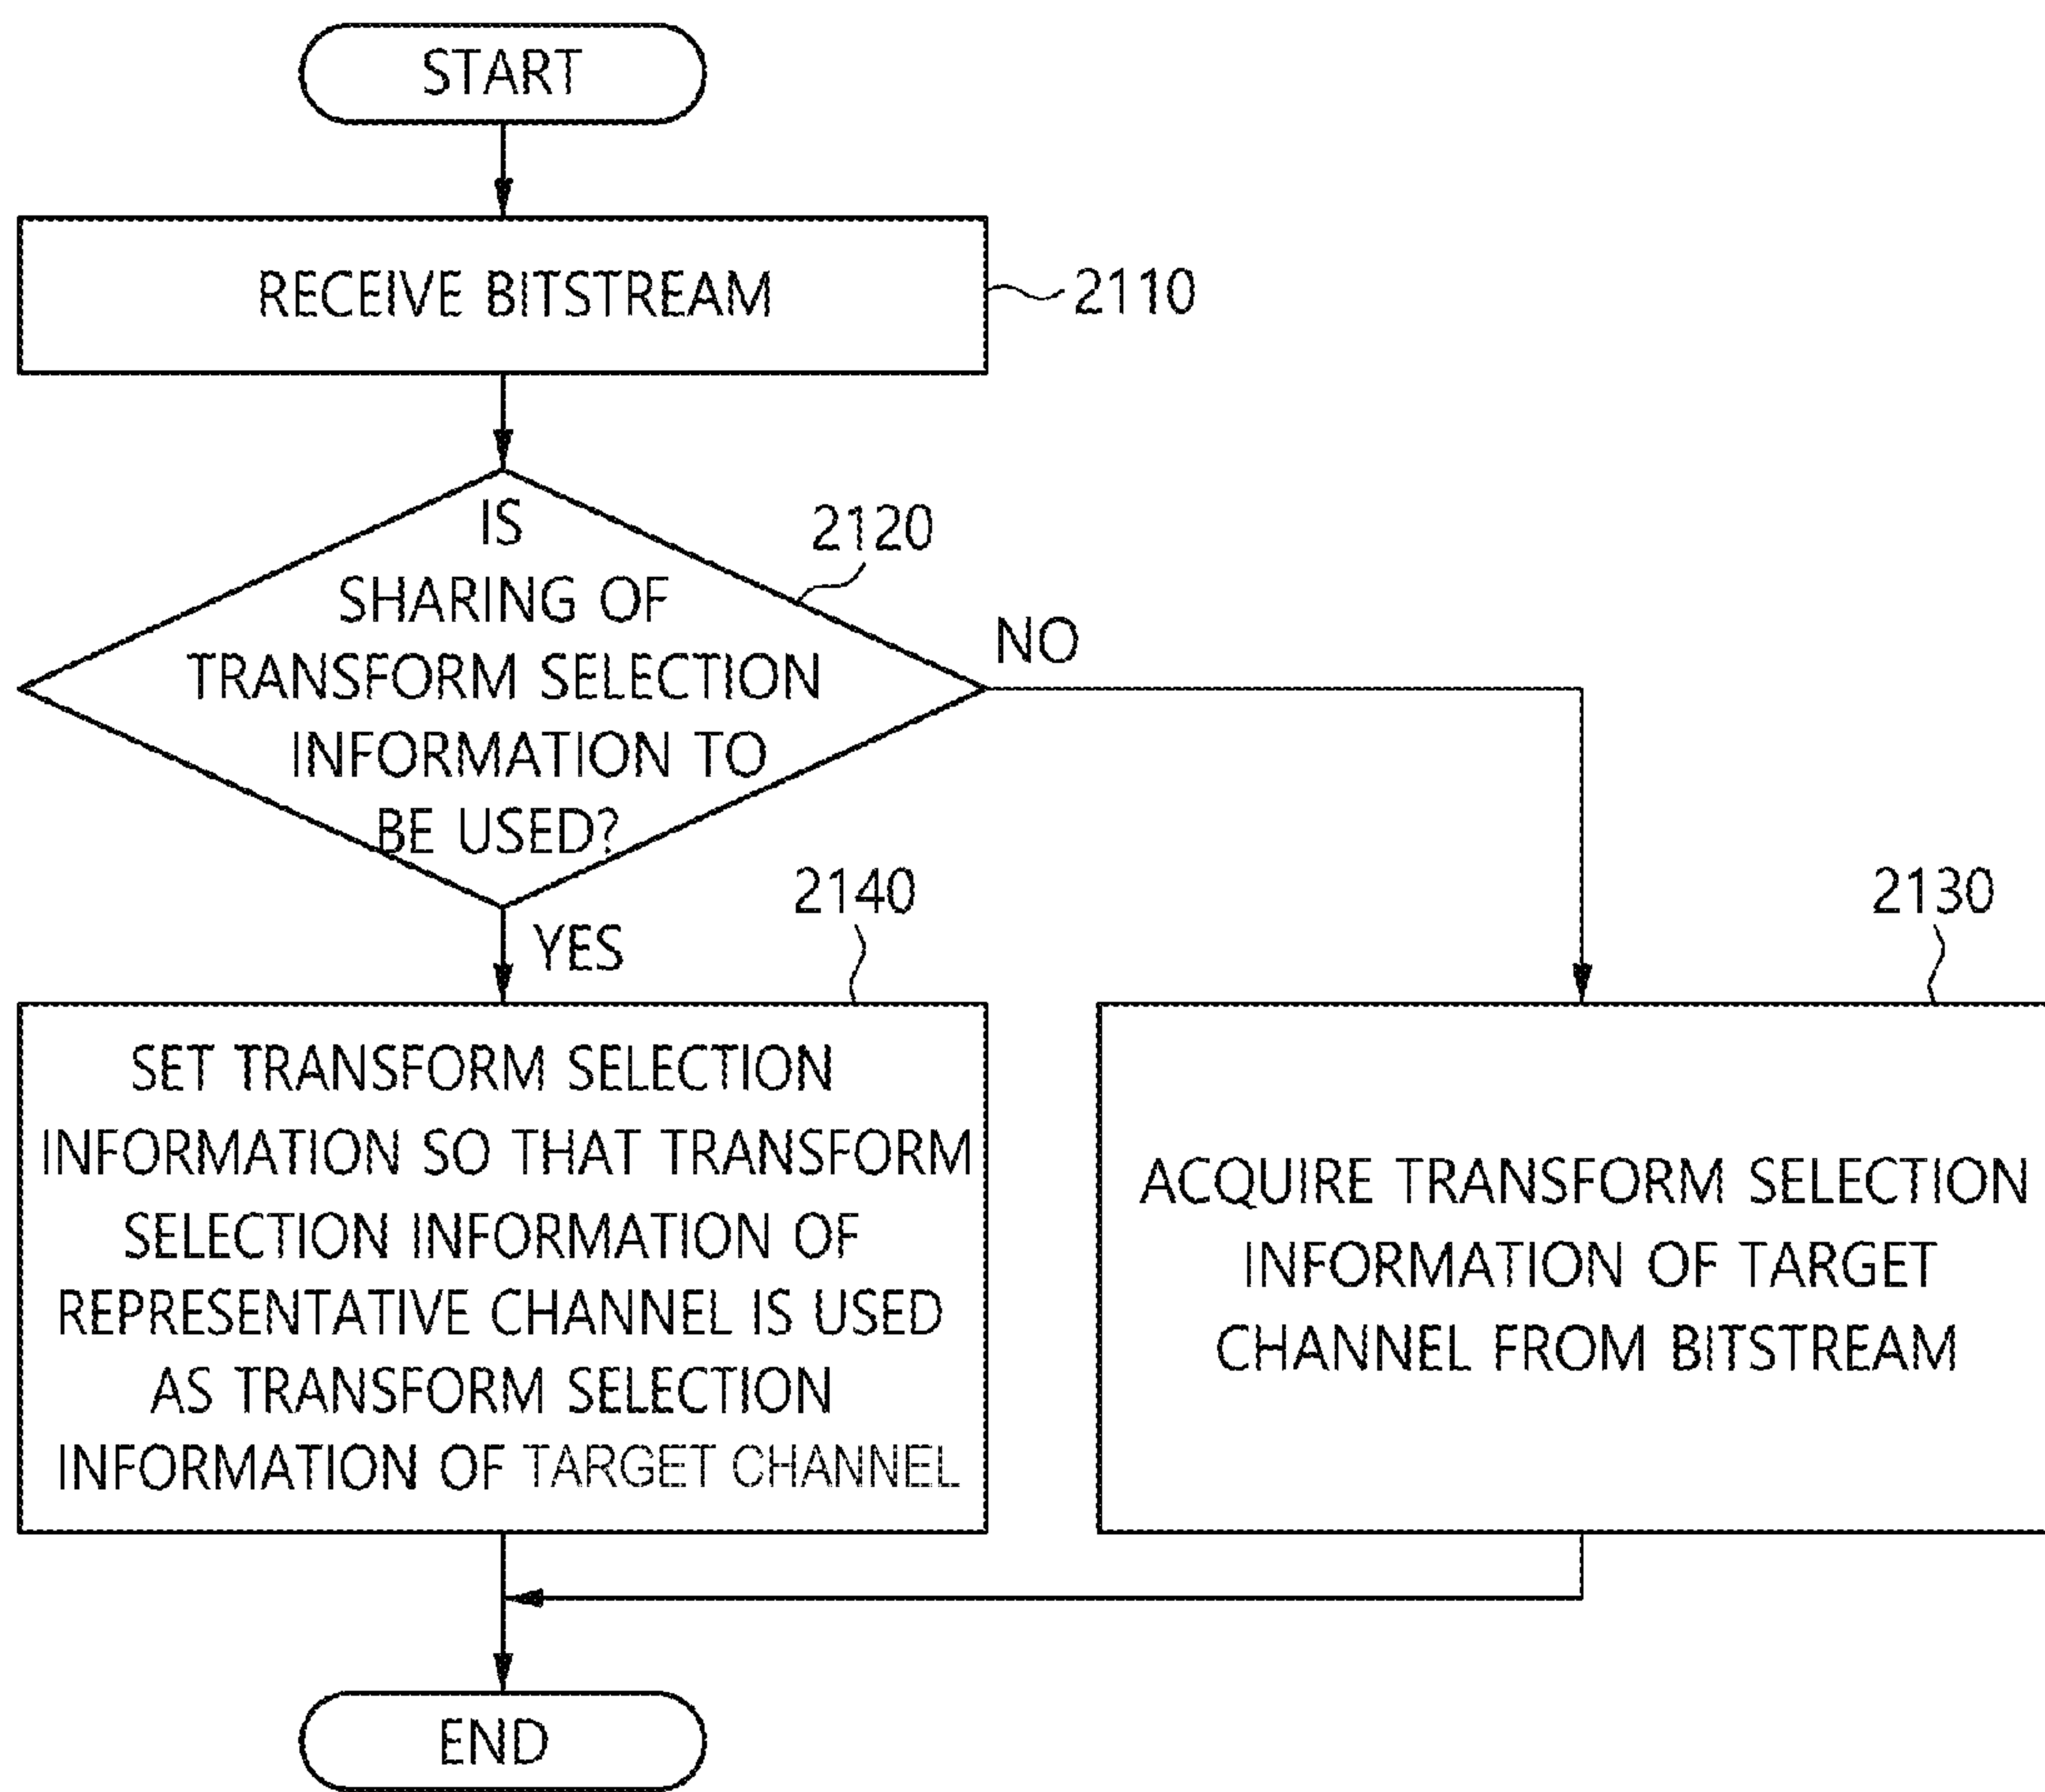 START
RECEIVE BITSTREAM
2110
IS
SHARING OF
TRANSFORM SELECTION
INFORMATION TO
BE USED?
2120
NO
YES
2140
SET TRANSFORM SELECTION
INFORMATION SO THAT TRANSFORM
SELECTION INFORMATION OF
REPRESENTATIVE CHANNEL IS USED
AS TRANSFORM SELECTION
INFORMATION OF TARGET CHANNEL
2130
ACQUIRE TRANSFORM SELECTION
INFORMATION OF TARGET
CHANNEL FROM BITSTREAM
END